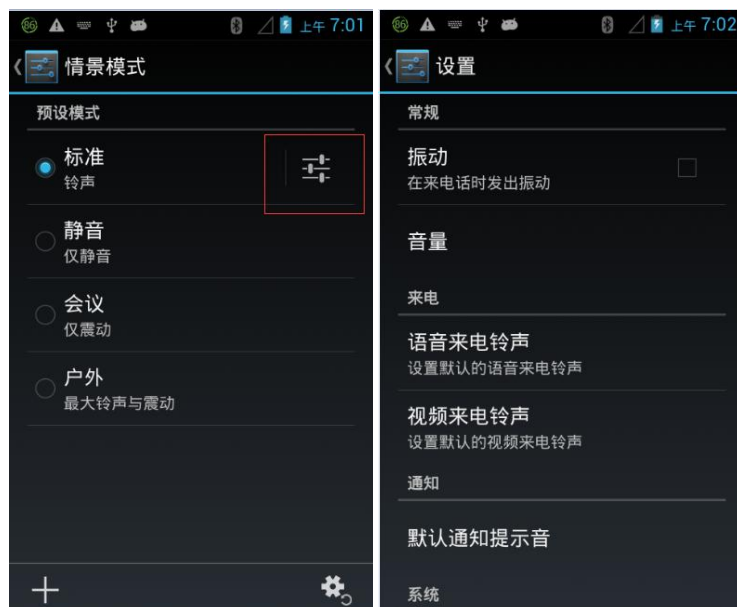 86
上午 7:01
情景模式
预设模式
标准
铃声
静音
仅静音
会议
仅震动
户外
最大铃声与震动
86
上午 7:02
设置
常规
振动
在来电话时发出振动
音量
来电
语音来电铃声
设置默认的语音来电铃声
视频来电铃声
设置默认的视频来电铃声
通知
默认通知提示音
系统